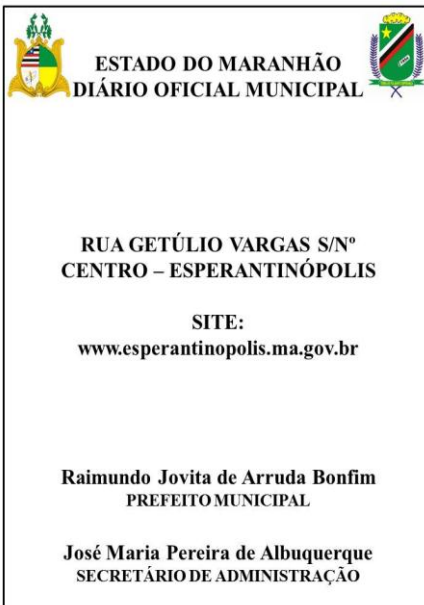 ESTADO DO MARANHÃO
DIÁRIO OFICIAL MUNICIPAL
RUA GETÚLIO VARGAS S/Nº
CENTRO – ESPERANTINÓPOLIS
SITE:
www.esperantinopolis.ma.gov.br
Raimundo Jovita de Arruda Bonfim
PREFEITO MUNICIPAL
José Maria Pereira de Albuquerque
SECRETÁRIO DE ADMINISTRAÇÃO